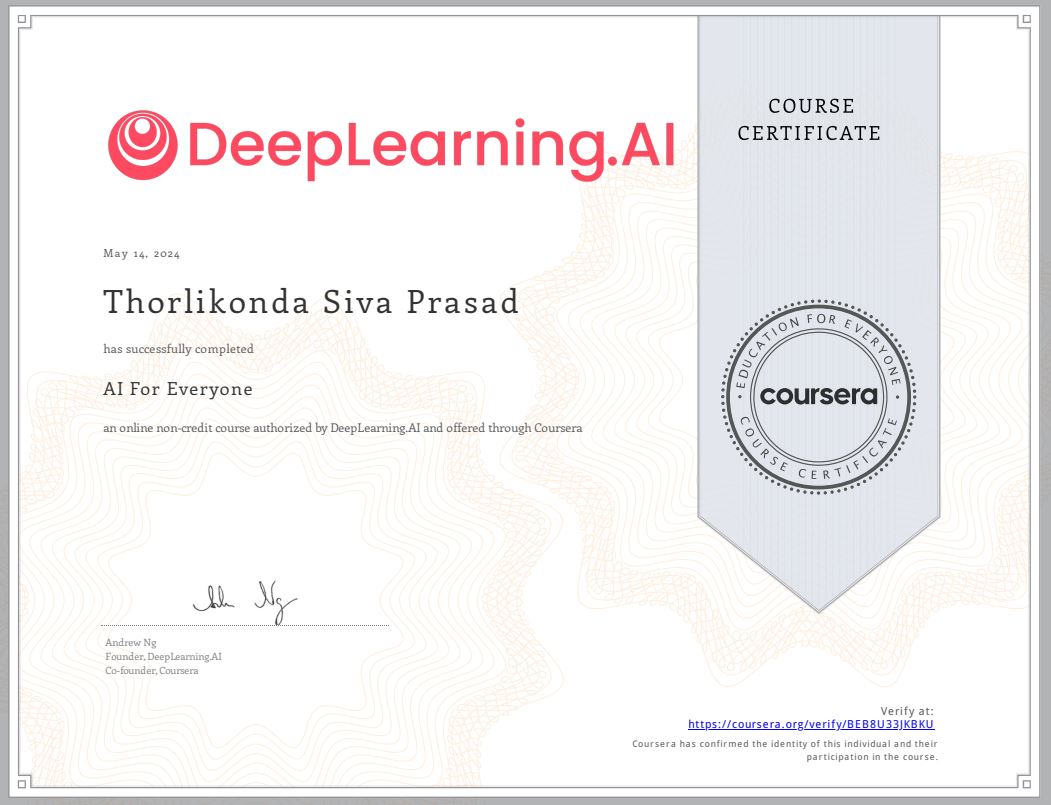 COURSE
CERTIFICATE
DeepLearning.AI
May 14, 2024
Thorlikonda Siva Prasad
has successfully completed
AI For Everyone
an online non-credit course authorized by DeepLearning.AI and offered through Coursera
EDUCATION FOR EVERYONE
coursera
COURSE CERTIFICATE
Andrew Ng
Andrew Ng
Founder, DeepLearning.AI
Co-founder, Coursera
Verify at:
https://coursera.org/verify/BEB8U33JKBKU
Coursera has confirmed the identity of this individual and their
participation in the course.